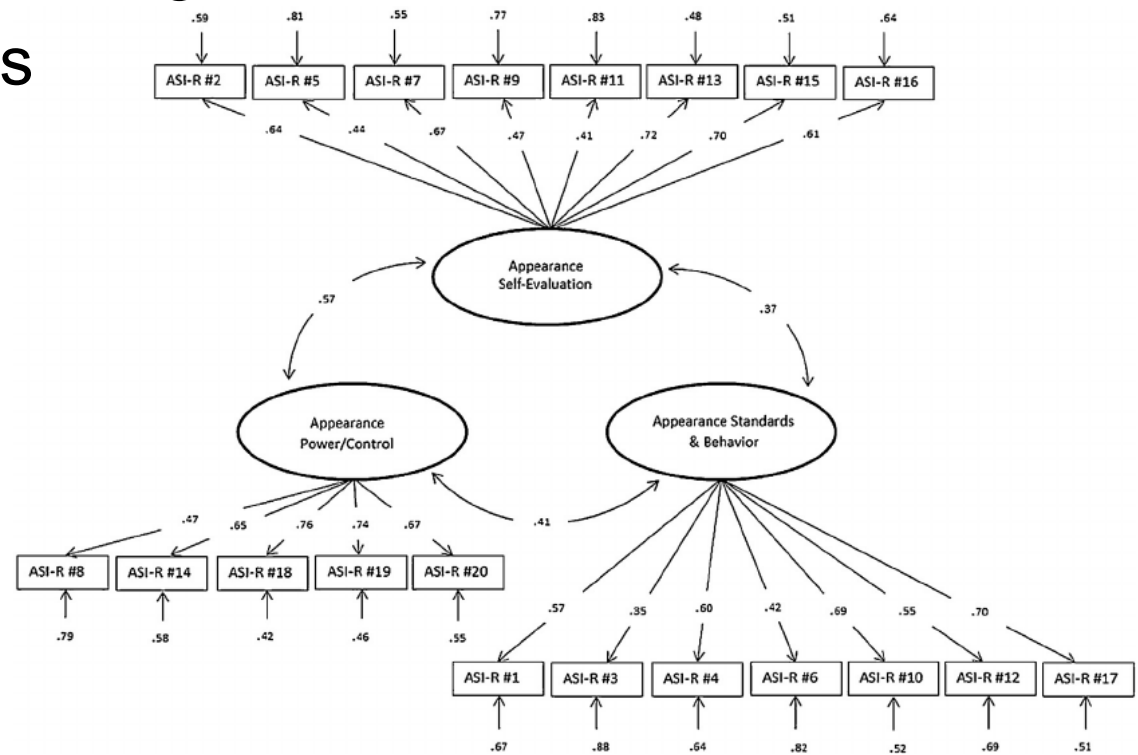 s
.59 .81 .55 .77 .83 .48 .51 .64
ASI-R #2 ASI-R #5 ASI-R #7 ASI-R #9 ASI-R #11 ASI-R #13 ASI-R #15 ASI-R #16
.64 .44 .67 .47 .41 .72 .70 .61
Appearance
Self-Evaluation
.57 .37
Appearance
Power/Control
Appearance Standards
& Behavior
.41
.47 .65 .76 .74 .67
ASI-R #8 ASI-R #14 ASI-R #18 ASI-R #19 ASI-R #20
.79 .58 .42 .46 .55
.57 .35 .60 .42 .69 .55 .70
ASI-R #1 ASI-R #3 ASI-R #4 ASI-R #6 ASI-R #10 ASI-R #12 ASI-R #17
.67 .88 .64 .82 .52 .69 .51